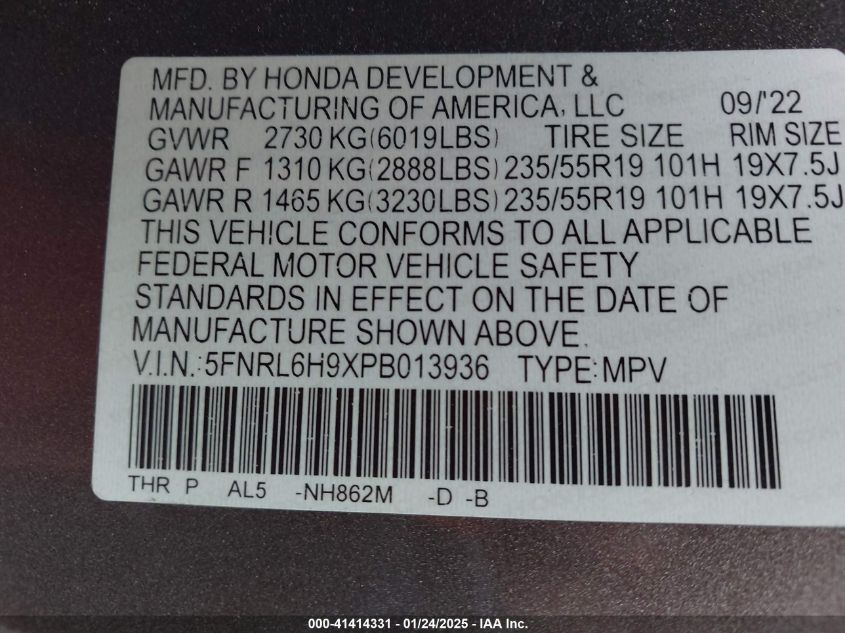 MFD. BY HONDA DEVELOPMENT &
MANUFACTURING OF AMERICA, LLC 09/'22
GVWR 2730 KG(6019LBS) TIRE SIZE RIM SIZE
GAWR F 1310 KG(2888LBS) 235/55R19 101H 19X7.5J
GAWR R 1465 KG(3230LBS) 235/55R19 101H 19X7.5J
THIS VEHICLE CONFORMS TO ALL APPLICABLE
FEDERAL MOTOR VEHICLE SAFETY
STANDARDS IN EFFECT ON THE DATE OF
MANUFACTURE SHOWN ABOVE.
V.I.N.:5FNRL6H9XPB013936 TYPE:MPV
THR P AL5 -NH862M -D -B
000-41414331 - 01/24/2025 - IAA Inc.